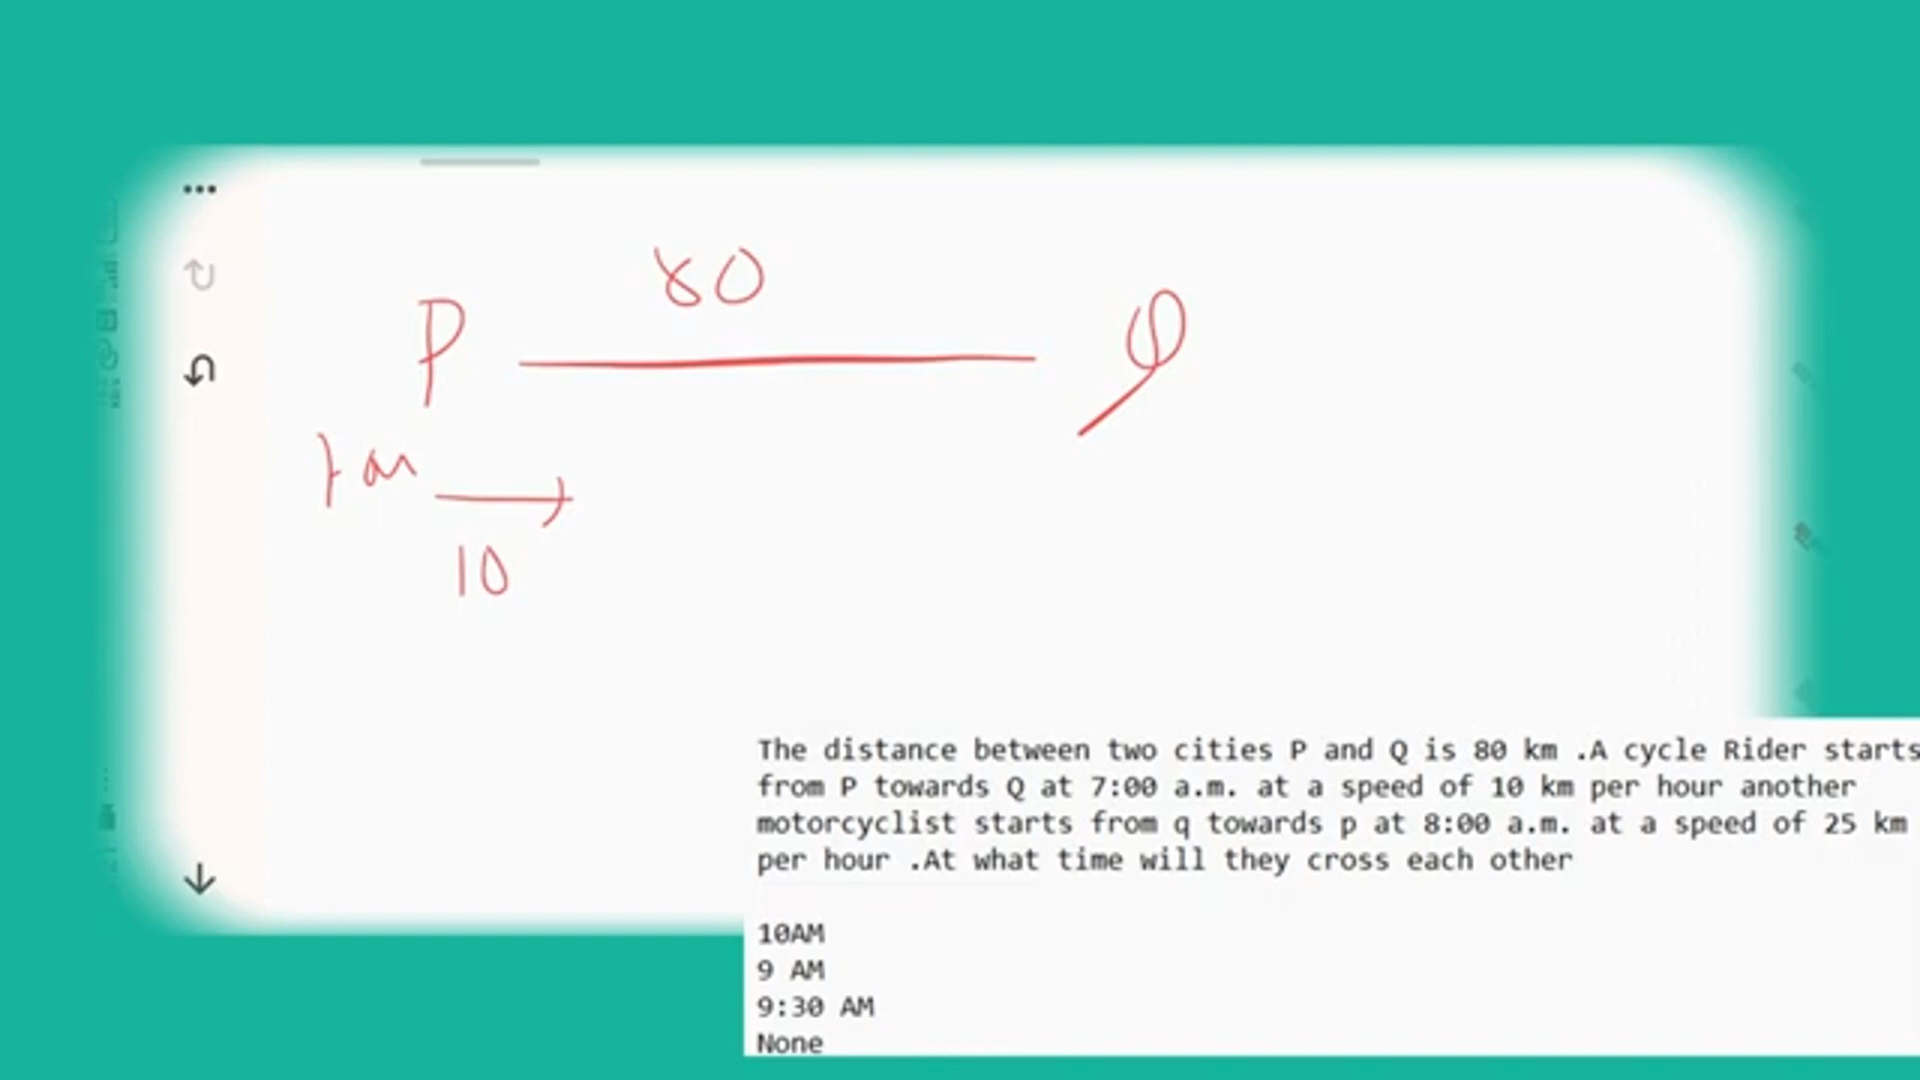 80
P
Q
7 am
10
The distance between two cities P and Q is 80 km .A cycle Rider starts
from P towards Q at 7:00 a.m. at a speed of 10 km per hour another
motorcyclist starts from q towards p at 8:00 a.m. at a speed of 25 km
per hour .At what time will they cross each other
10AM
9 AM
9:30 AM
None